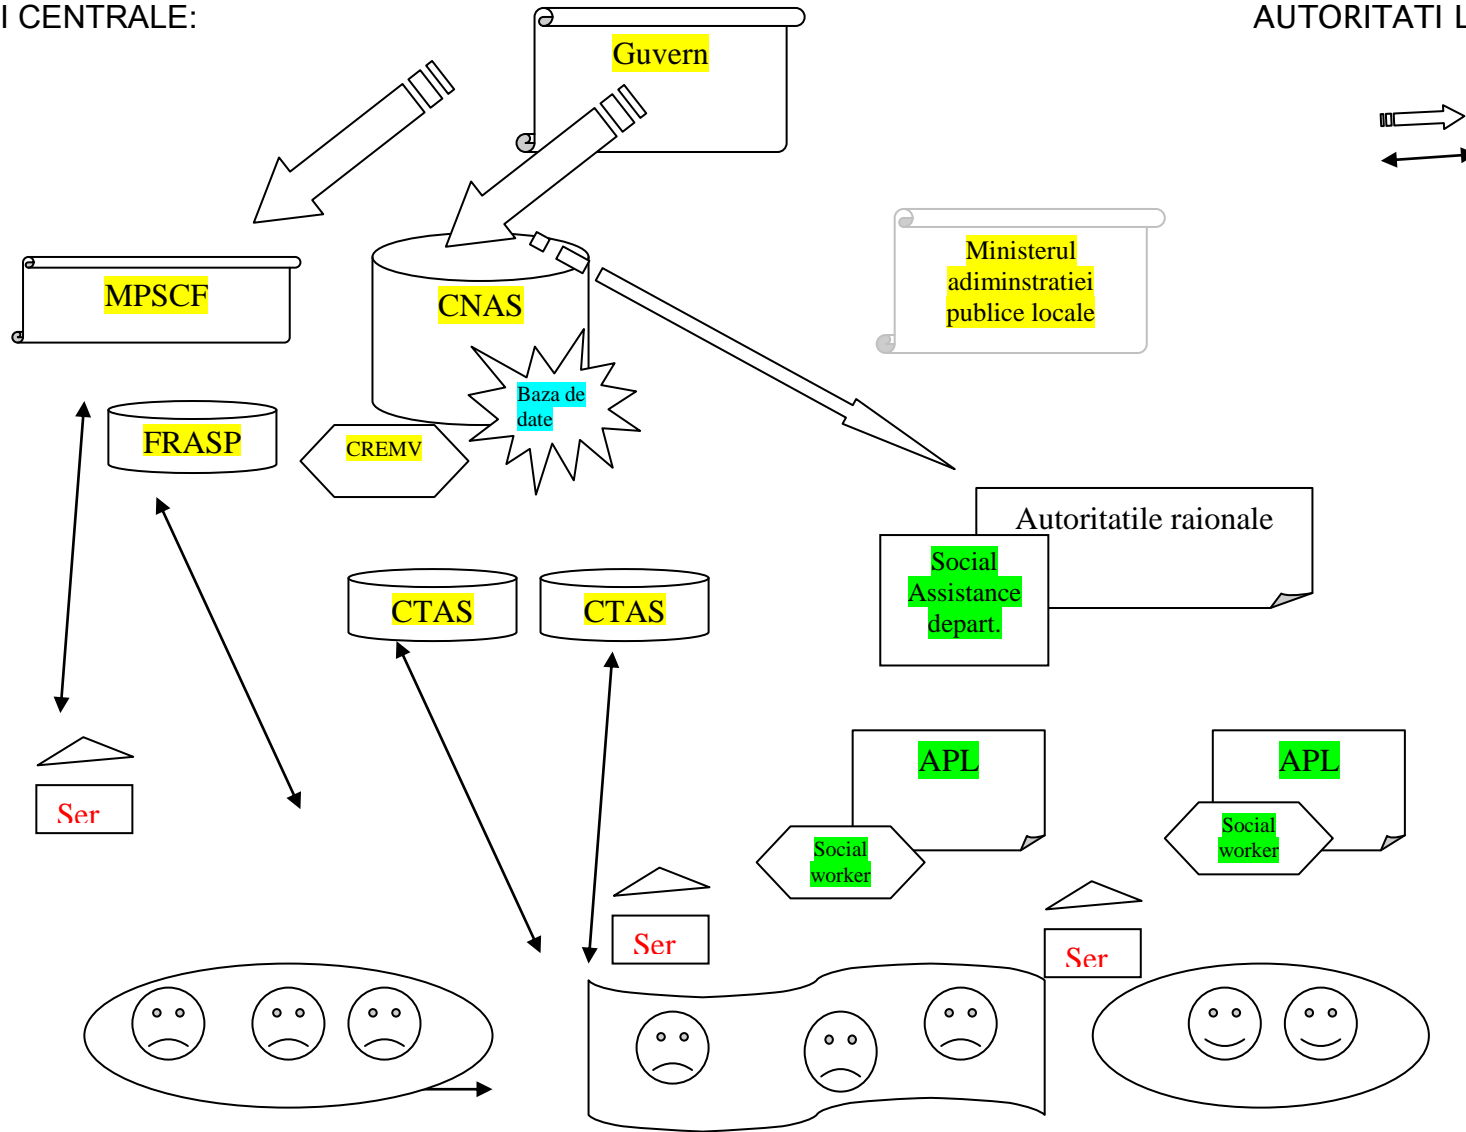 I CENTRALE:
AUTORITATI L
Guvern
MPSCF
CNAS
Ministerul
adiminstratiei
publice locale
Baza de
date
FRASP
CREMV
Autoritatile raionale
Social
Assistance
depart.
CTAS
CTAS
APL
APL
Ser
Social
worker
Social
worker
Ser
Ser